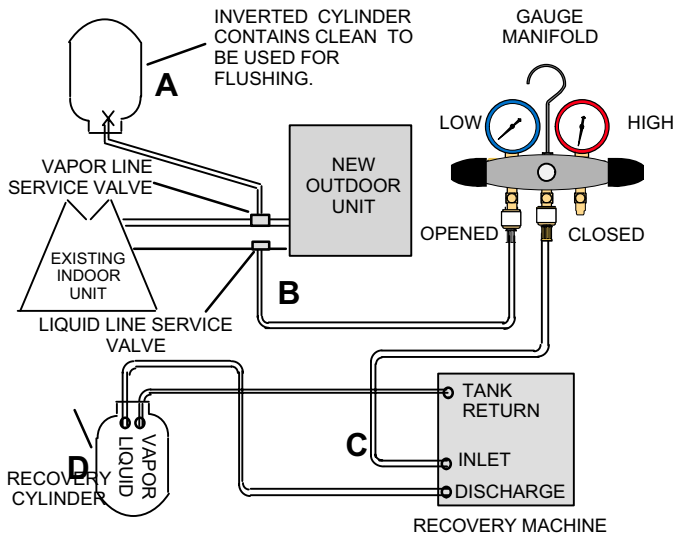 INVERTED CYLINDER
CONTAINS CLEAN TO
BE USED FOR
FLUSHING.
A
GAUGE
MANIFOLD
LOW
HIGH
VAPOR LINE
SERVICE VALVE
NEW
OUTDOOR
UNIT
EXISTING
INDOOR
UNIT
OPENED
CLOSED
B
LIQUID LINE SERVICE
VALVE
TANK
RETURN
C
INLET
DISCHARGE
D
RECOVERY
CYLINDER
LIQUID
VAPOR
RECOVERY MACHINE